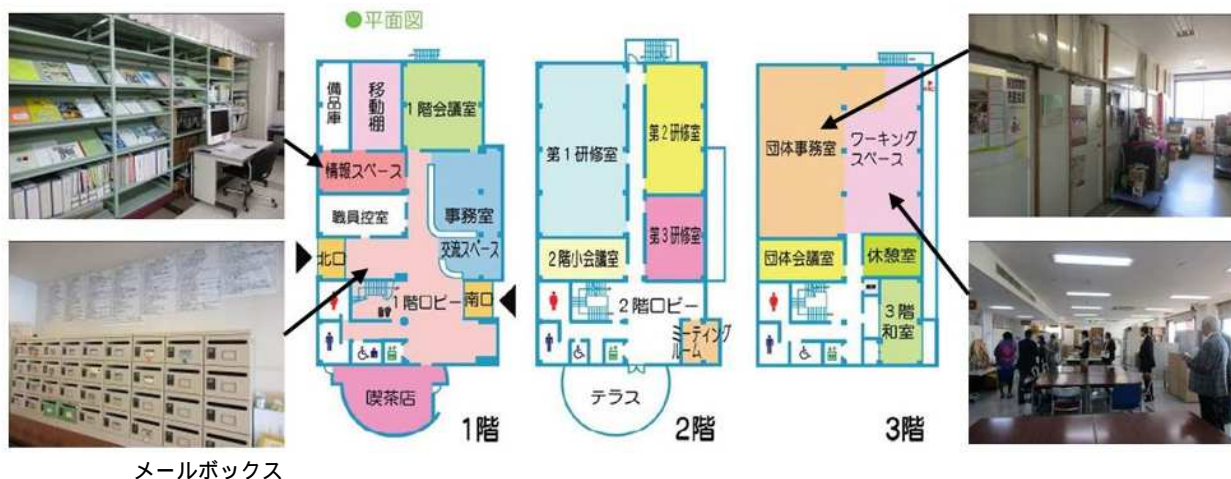 ●平面図
備品庫
移動棚
1階会議室
情報スペース
職員控室
事務室
交流スペース
北口
1階ロビー
南口
喫茶店
1階
第1研修室
第2研修室
第3研修室
2階小会議室
2階ロビー
ミーティング
ルーム
テラス
2階
団体事務室
ワーキング
スペース
団体会議室
休憩室
3階
和室
3階
メールボックス